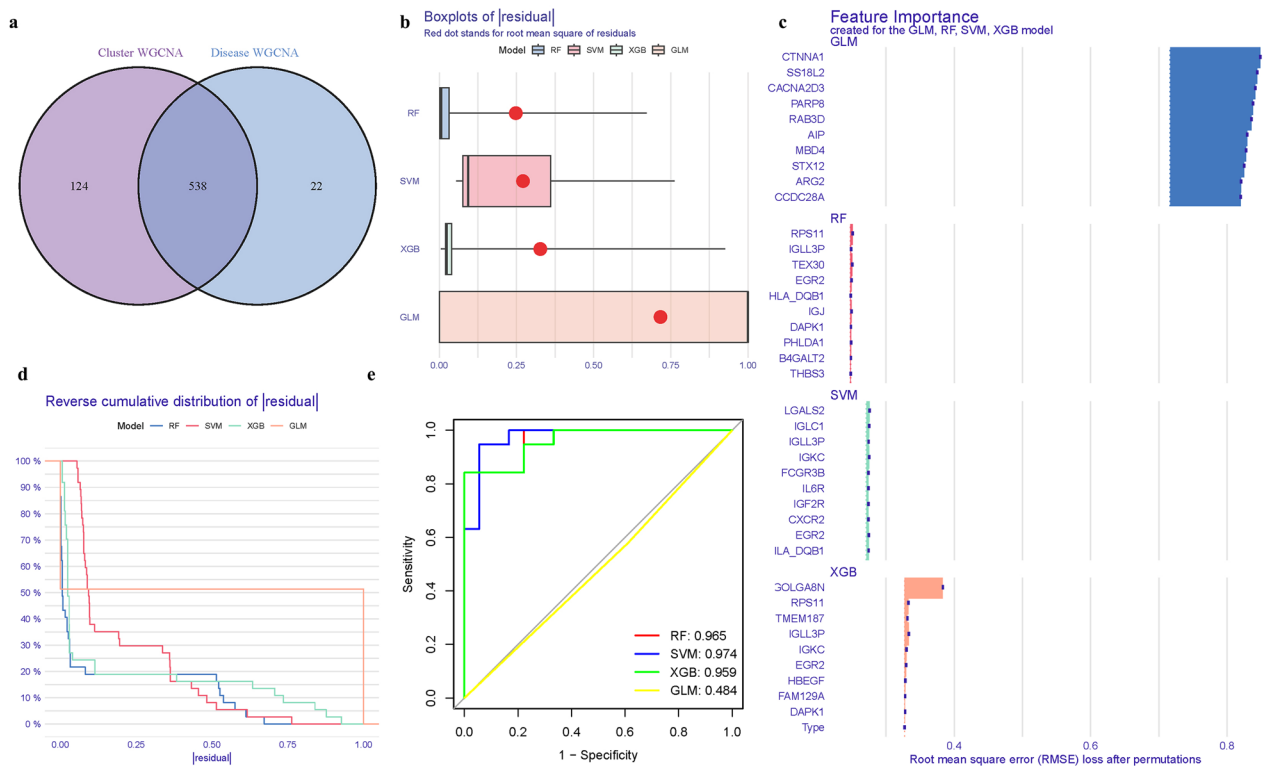 a
Cluster WGCNA
Disease WGCNA
124
538
22
b
Boxplots of |residual|
Red dot stands for root mean square of residuals
Model RF SVM XGB GLM
RF
SVM
XGB
GLM
0.00 0.25 0.50 0.75 1.00
c
Feature Importance
created for the GLM, RF, SVM, XGB model
GLM
CTNNA1
SS18L2
CACNA2D3
PARP8
RAB3D
AIP
MBD4
STX12
ARG2
CCDC28A
RF
RPS11
IGLL3P
TEX30
EGR2
HLA_DQB1
IGJ
DAPK1
PHLDA1
B4GALT2
THBS3
SVM
LGALS2
IGLC1
IGLL3P
IGKC
FCGR3B
IL6R
IGF2R
CXCR2
EGR2
ILA_DQB1
XGB
GOLGA8N
RPS11
TMEM187
IGLL3P
IGKC
EGR2
HBEGF
FAM129A
DAPK1
Type
0.4 0.6 0.8
Root mean square error (RMSE) loss after permutations
d
Reverse cumulative distribution of |residual|
Model RF SVM XGB GLM
100 %
90 %
80 %
70 %
60 %
50 %
40 %
30 %
20 %
10 %
0 %
0.00 0.25 0.50 0.75 1.00
|residual|
e
Sensitivity
1.0
0.8
0.6
0.4
0.2
0.0
RF: 0.965
SVM: 0.974
XGB: 0.959
GLM: 0.484
0.0 0.2 0.4 0.6 0.8 1.0
1 − Specificity